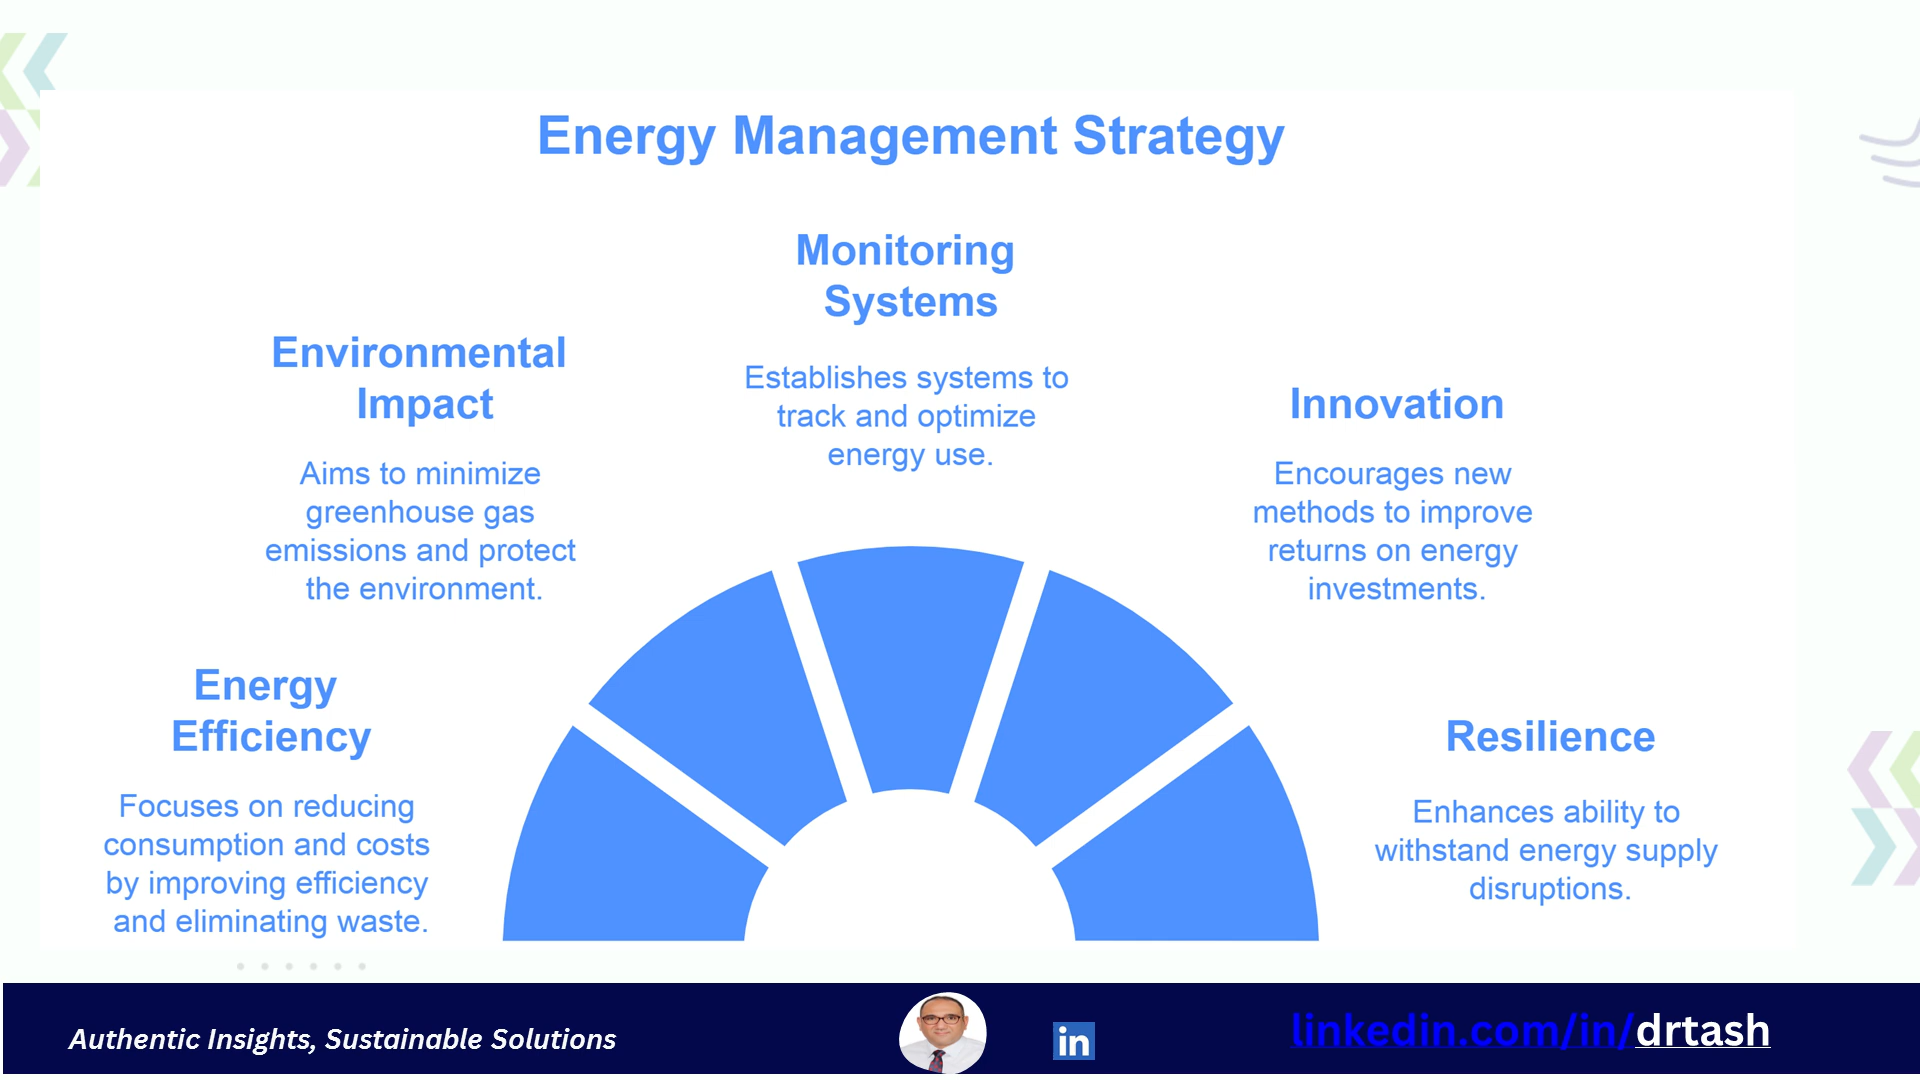 Energy Management Strategy
Monitoring
Systems
Establishes systems to
track and optimize
energy use.
Environmental
Impact
Aims to minimize
greenhouse gas
emissions and protect
the environment.
Innovation
Encourages new
methods to improve
returns on energy
investments.
Energy
Efficiency
Focuses on reducing
consumption and costs
by improving efficiency
and eliminating waste.
Resilience
Enhances ability to
withstand energy supply
disruptions.
Authentic Insights, Sustainable Solutions
in
linkedin.com/in/drtash